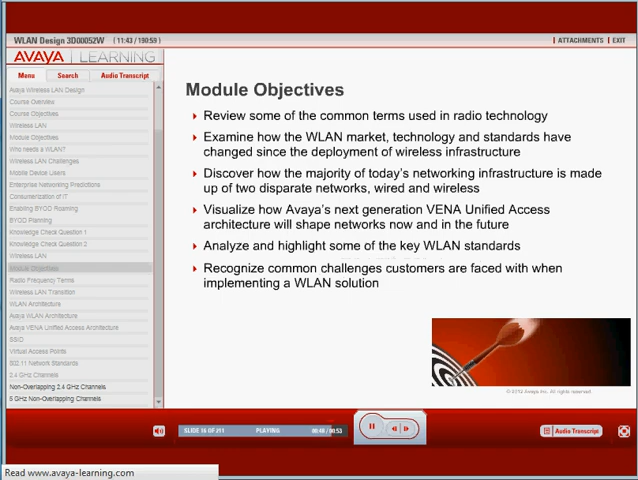 WLAN Design 3D00052W ( 11:43 / 190:59 ) ATTACHMENTS EXIT
AVAYA LEARNING
Menu Search Audio Transcript
Avaya Wireless LAN Design
Course Overview
Course Objectives
Wireless LAN
Module Objectives
Who needs a WLAN?
Wireless LAN Challenges
Mobile Device Users
Enterprise Networking Predictions
Consumerization of IT
Enabling BYOD Roaming
BYOD Planning
Knowledge Check Question 1
Knowledge Check Question 2
Wireless LAN
Module Objectives
Radio Frequency Terms
Wireless LAN Transition
WLAN Architecture
Avaya WLAN Architecture
Avaya VENA Unified Access Architecture
SSID
Virtual Access Points
802.11 Network Standards
2.4 GHz Channels
Non-Overlapping 2.4 GHz Channels
5 GHz Non-Overlapping Channels
Module Objectives
Review some of the common terms used in radio technology
Examine how the WLAN market, technology and standards have
changed since the deployment of wireless infrastructure
Discover how the majority of today's networking infrastructure is made
up of two disparate networks, wired and wireless
Visualize how Avaya's next generation VENA Unified Access
architecture will shape networks now and in the future
Analyze and highlight some of the key WLAN standards
Recognize common challenges customers are faced with when
implementing a WLAN solution
© 2012 Avaya Inc. All rights reserved.
SLIDE 16 OF 211 PLAYING 00:48 / 00:53
Audio Transcript
Read www.avaya-learning.com